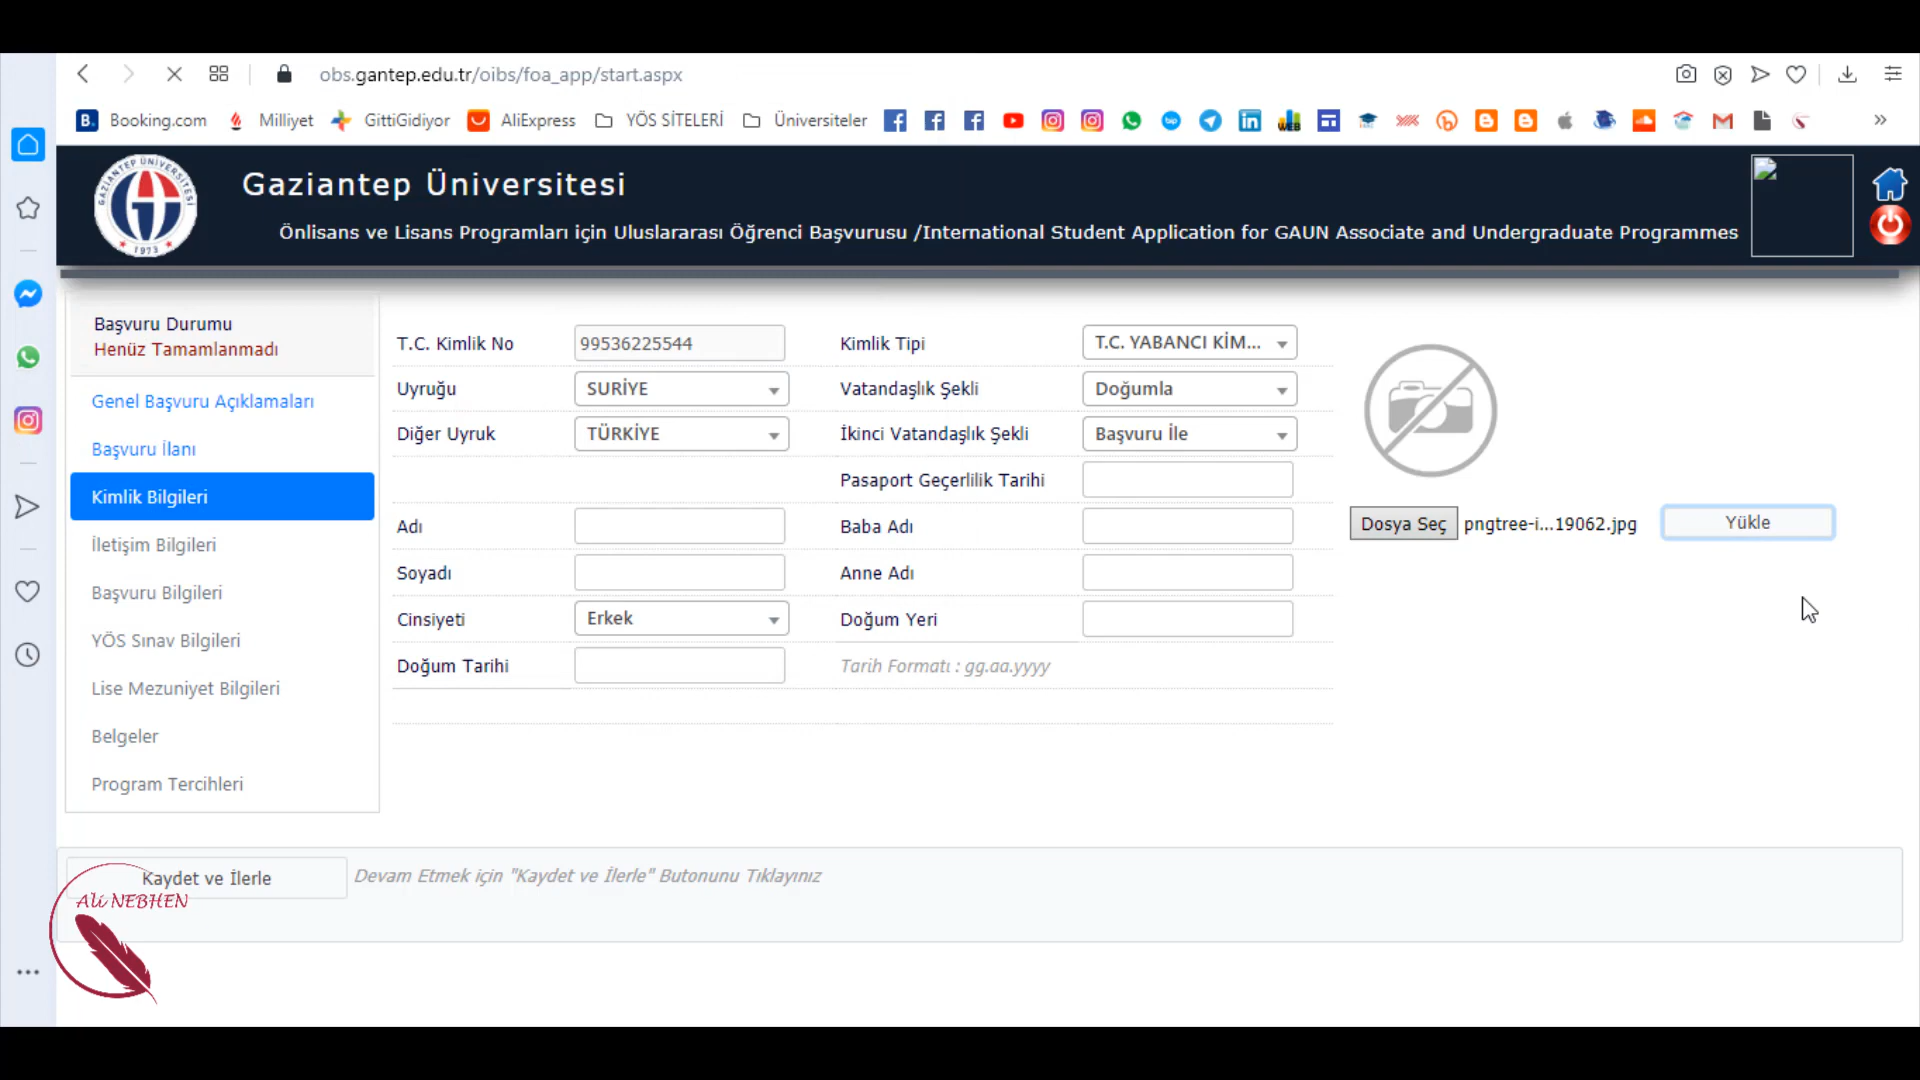 obs.gantep.edu.tr/oibs/foa_app/start.aspx
B. Booking.com Milliyet GittiGidiyor AliExpress YÖS SİTELERİ Üniversiteler
GAZİANTEP ÜNİVERSİTESİ
1973
Gaziantep Üniversitesi
Önlisans ve Lisans Programları için Uluslararası Öğrenci Başvurusu /International Student Application for GAUN Associate and Undergraduate Programmes
Başvuru Durumu
Henüz Tamamlanmadı
Genel Başvuru Açıklamaları
Başvuru İlanı
Kimlik Bilgileri
İletişim Bilgileri
Başvuru Bilgileri
YÖS Sınav Bilgileri
Lise Mezuniyet Bilgileri
Belgeler
Program Tercihleri
T.C. Kimlik No 99536225544 Kimlik Tipi T.C. YABANCI KİM...
Uyruğu SURİYE Vatandaşlık Şekli Doğumla
Diğer Uyruk TÜRKİYE İkinci Vatandaşlık Şekli Başvuru İle
Pasaport Geçerlilik Tarihi
Adı Baba Adı
Soyadı Anne Adı
Cinsiyeti Erkek Doğum Yeri
Doğum Tarihi Tarih Formatı : gg.aa.yyyy
Dosya Seç pngtree-i...19062.jpg Yükle
Kaydet ve İlerle Devam Etmek için "Kaydet ve İlerle" Butonunu Tıklayınız
Ali NEBHEN